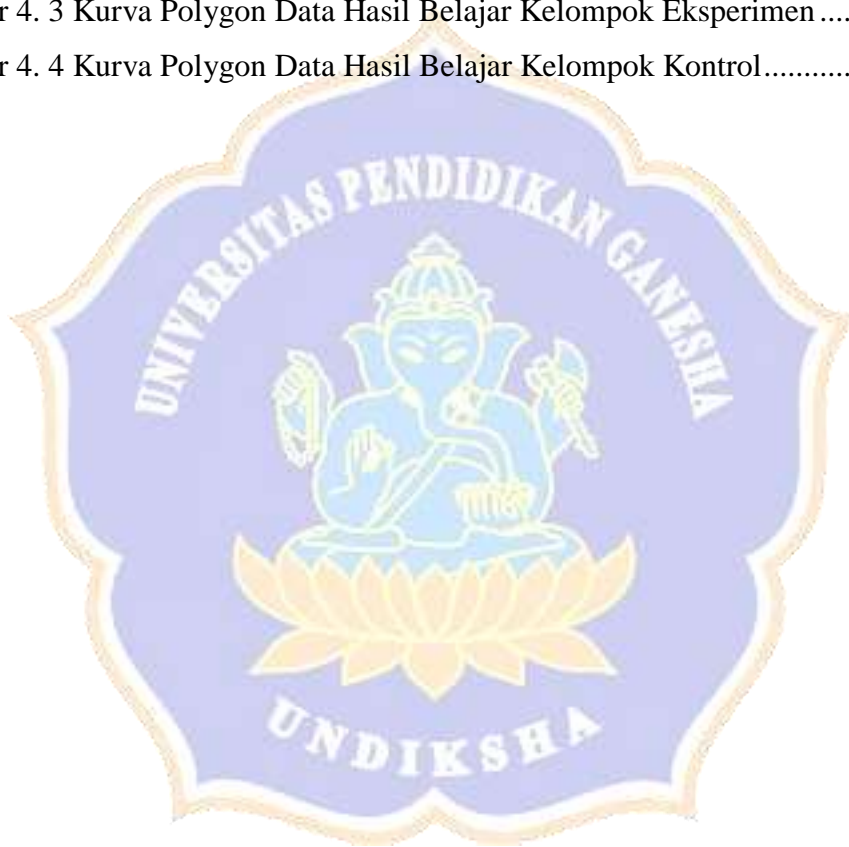 r 4. 3 Kurva Polygon Data Hasil Belajar Kelompok Eksperimen ....
r 4. 4 Kurva Polygon Data Hasil Belajar Kelompok Kontrol...........
UNIVERSITAS PENDIDIKAN GANESHA
UNDIKSHA